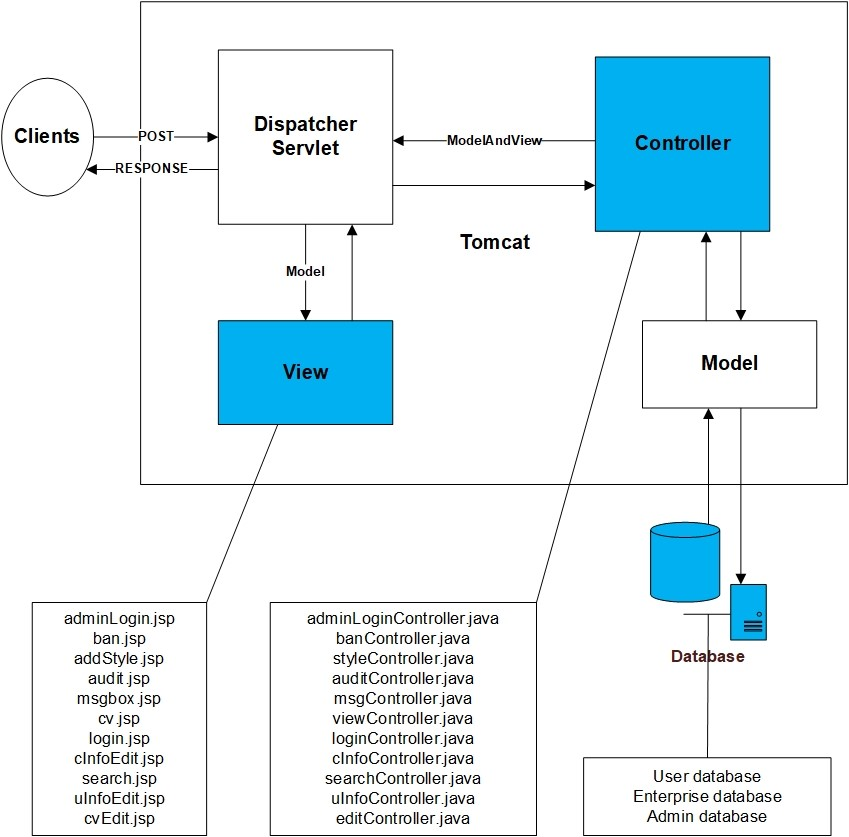 Clients
POST
RESPONSE
Dispatcher
Servlet
ModelAndView
Controller
Tomcat
Model
View
Model
Database
adminLogin.jsp
ban.jsp
addStyle.jsp
audit.jsp
msgbox.jsp
cv.jsp
login.jsp
cInfoEdit.jsp
search.jsp
uInfoEdit.jsp
cvEdit.jsp
adminLoginController.java
banController.java
styleController.java
auditController.java
msgController.java
viewController.java
loginController.java
cInfoController.java
searchController.java
uInfoController.java
editController.java
User database
Enterprise database
Admin database